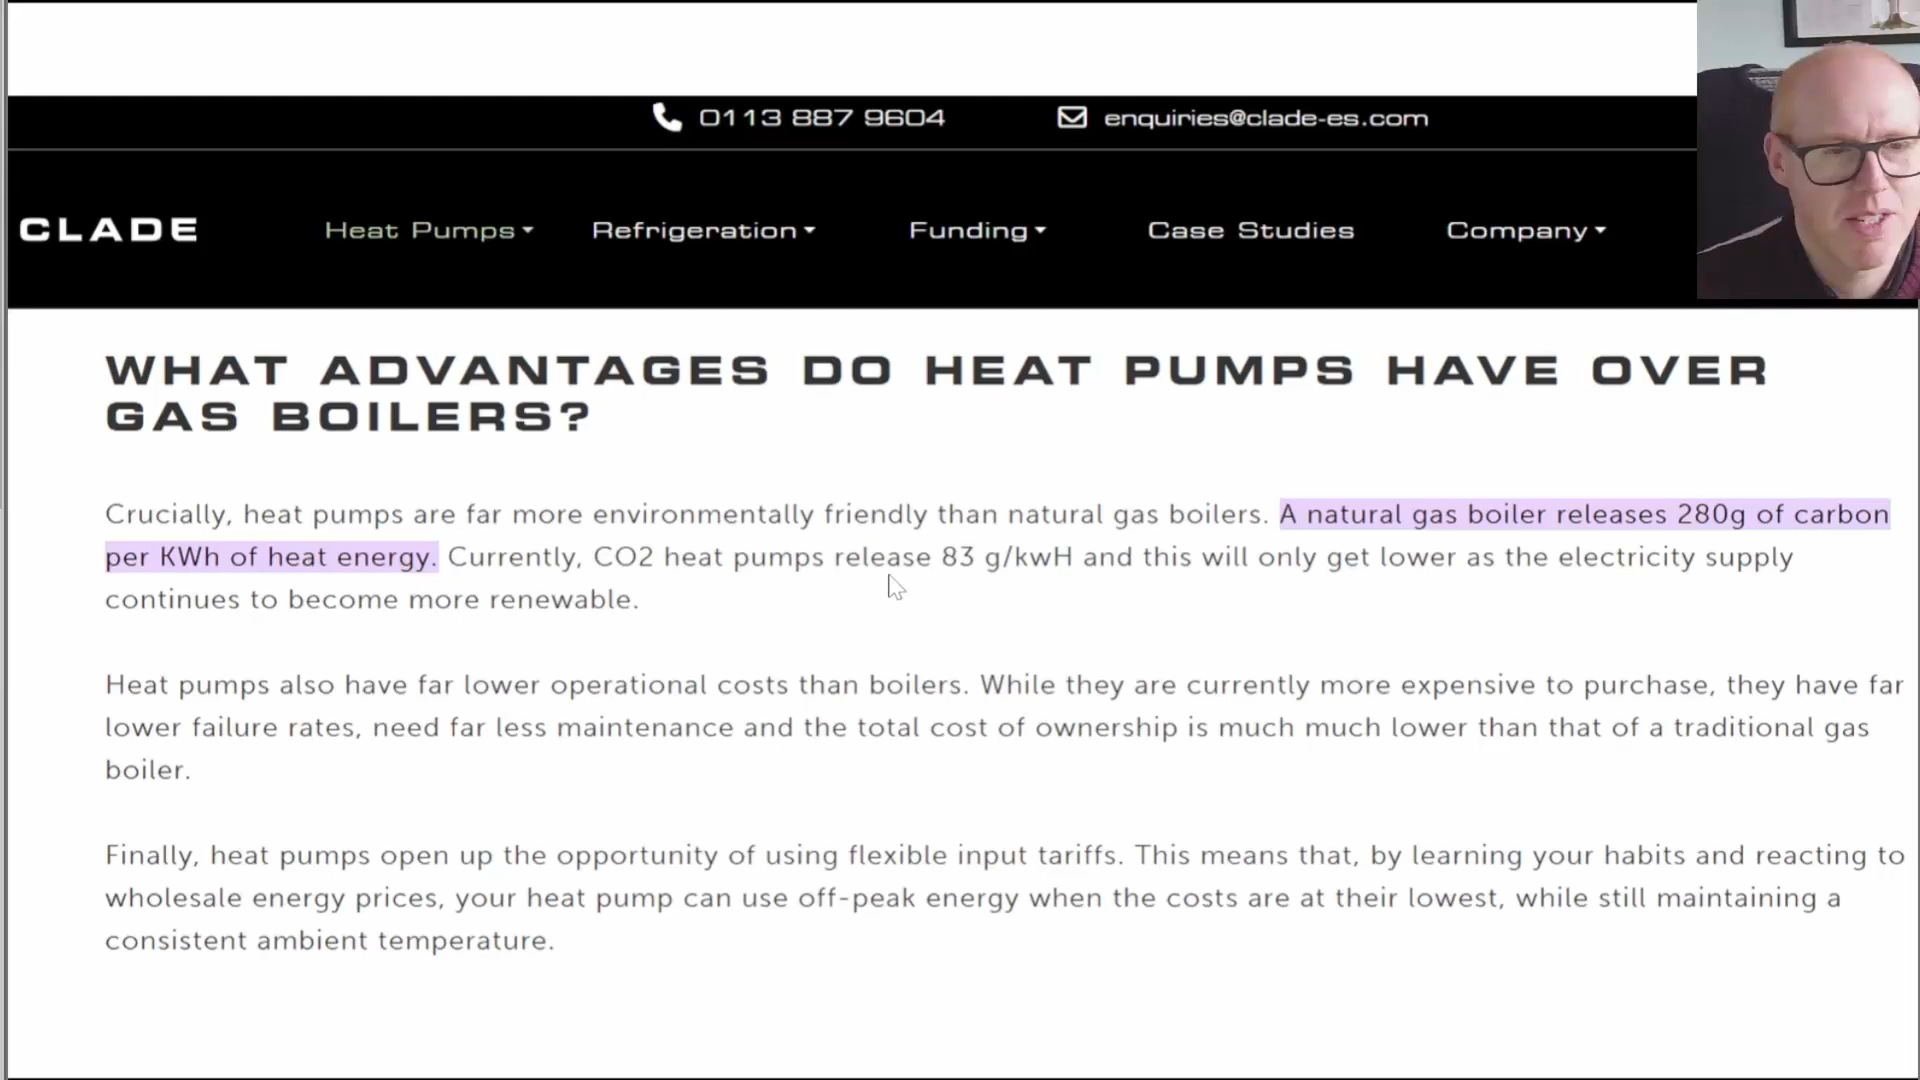 0113 887 9604 enquiries@clade-es.com
CLADE Heat Pumps Refrigeration Funding Case Studies Company
WHAT ADVANTAGES DO HEAT PUMPS HAVE OVER
GAS BOILERS?
Crucially, heat pumps are far more environmentally friendly than natural gas boilers. A natural gas boiler releases 280g of carbon
per KWh of heat energy. Currently, CO2 heat pumps release 83 g/kwH and this will only get lower as the electricity supply
continues to become more renewable.
Heat pumps also have far lower operational costs than boilers. While they are currently more expensive to purchase, they have far
lower failure rates, need far less maintenance and the total cost of ownership is much much lower than that of a traditional gas
boiler.
Finally, heat pumps open up the opportunity of using flexible input tariffs. This means that, by learning your habits and reacting to
wholesale energy prices, your heat pump can use off-peak energy when the costs are at their lowest, while still maintaining a
consistent ambient temperature.